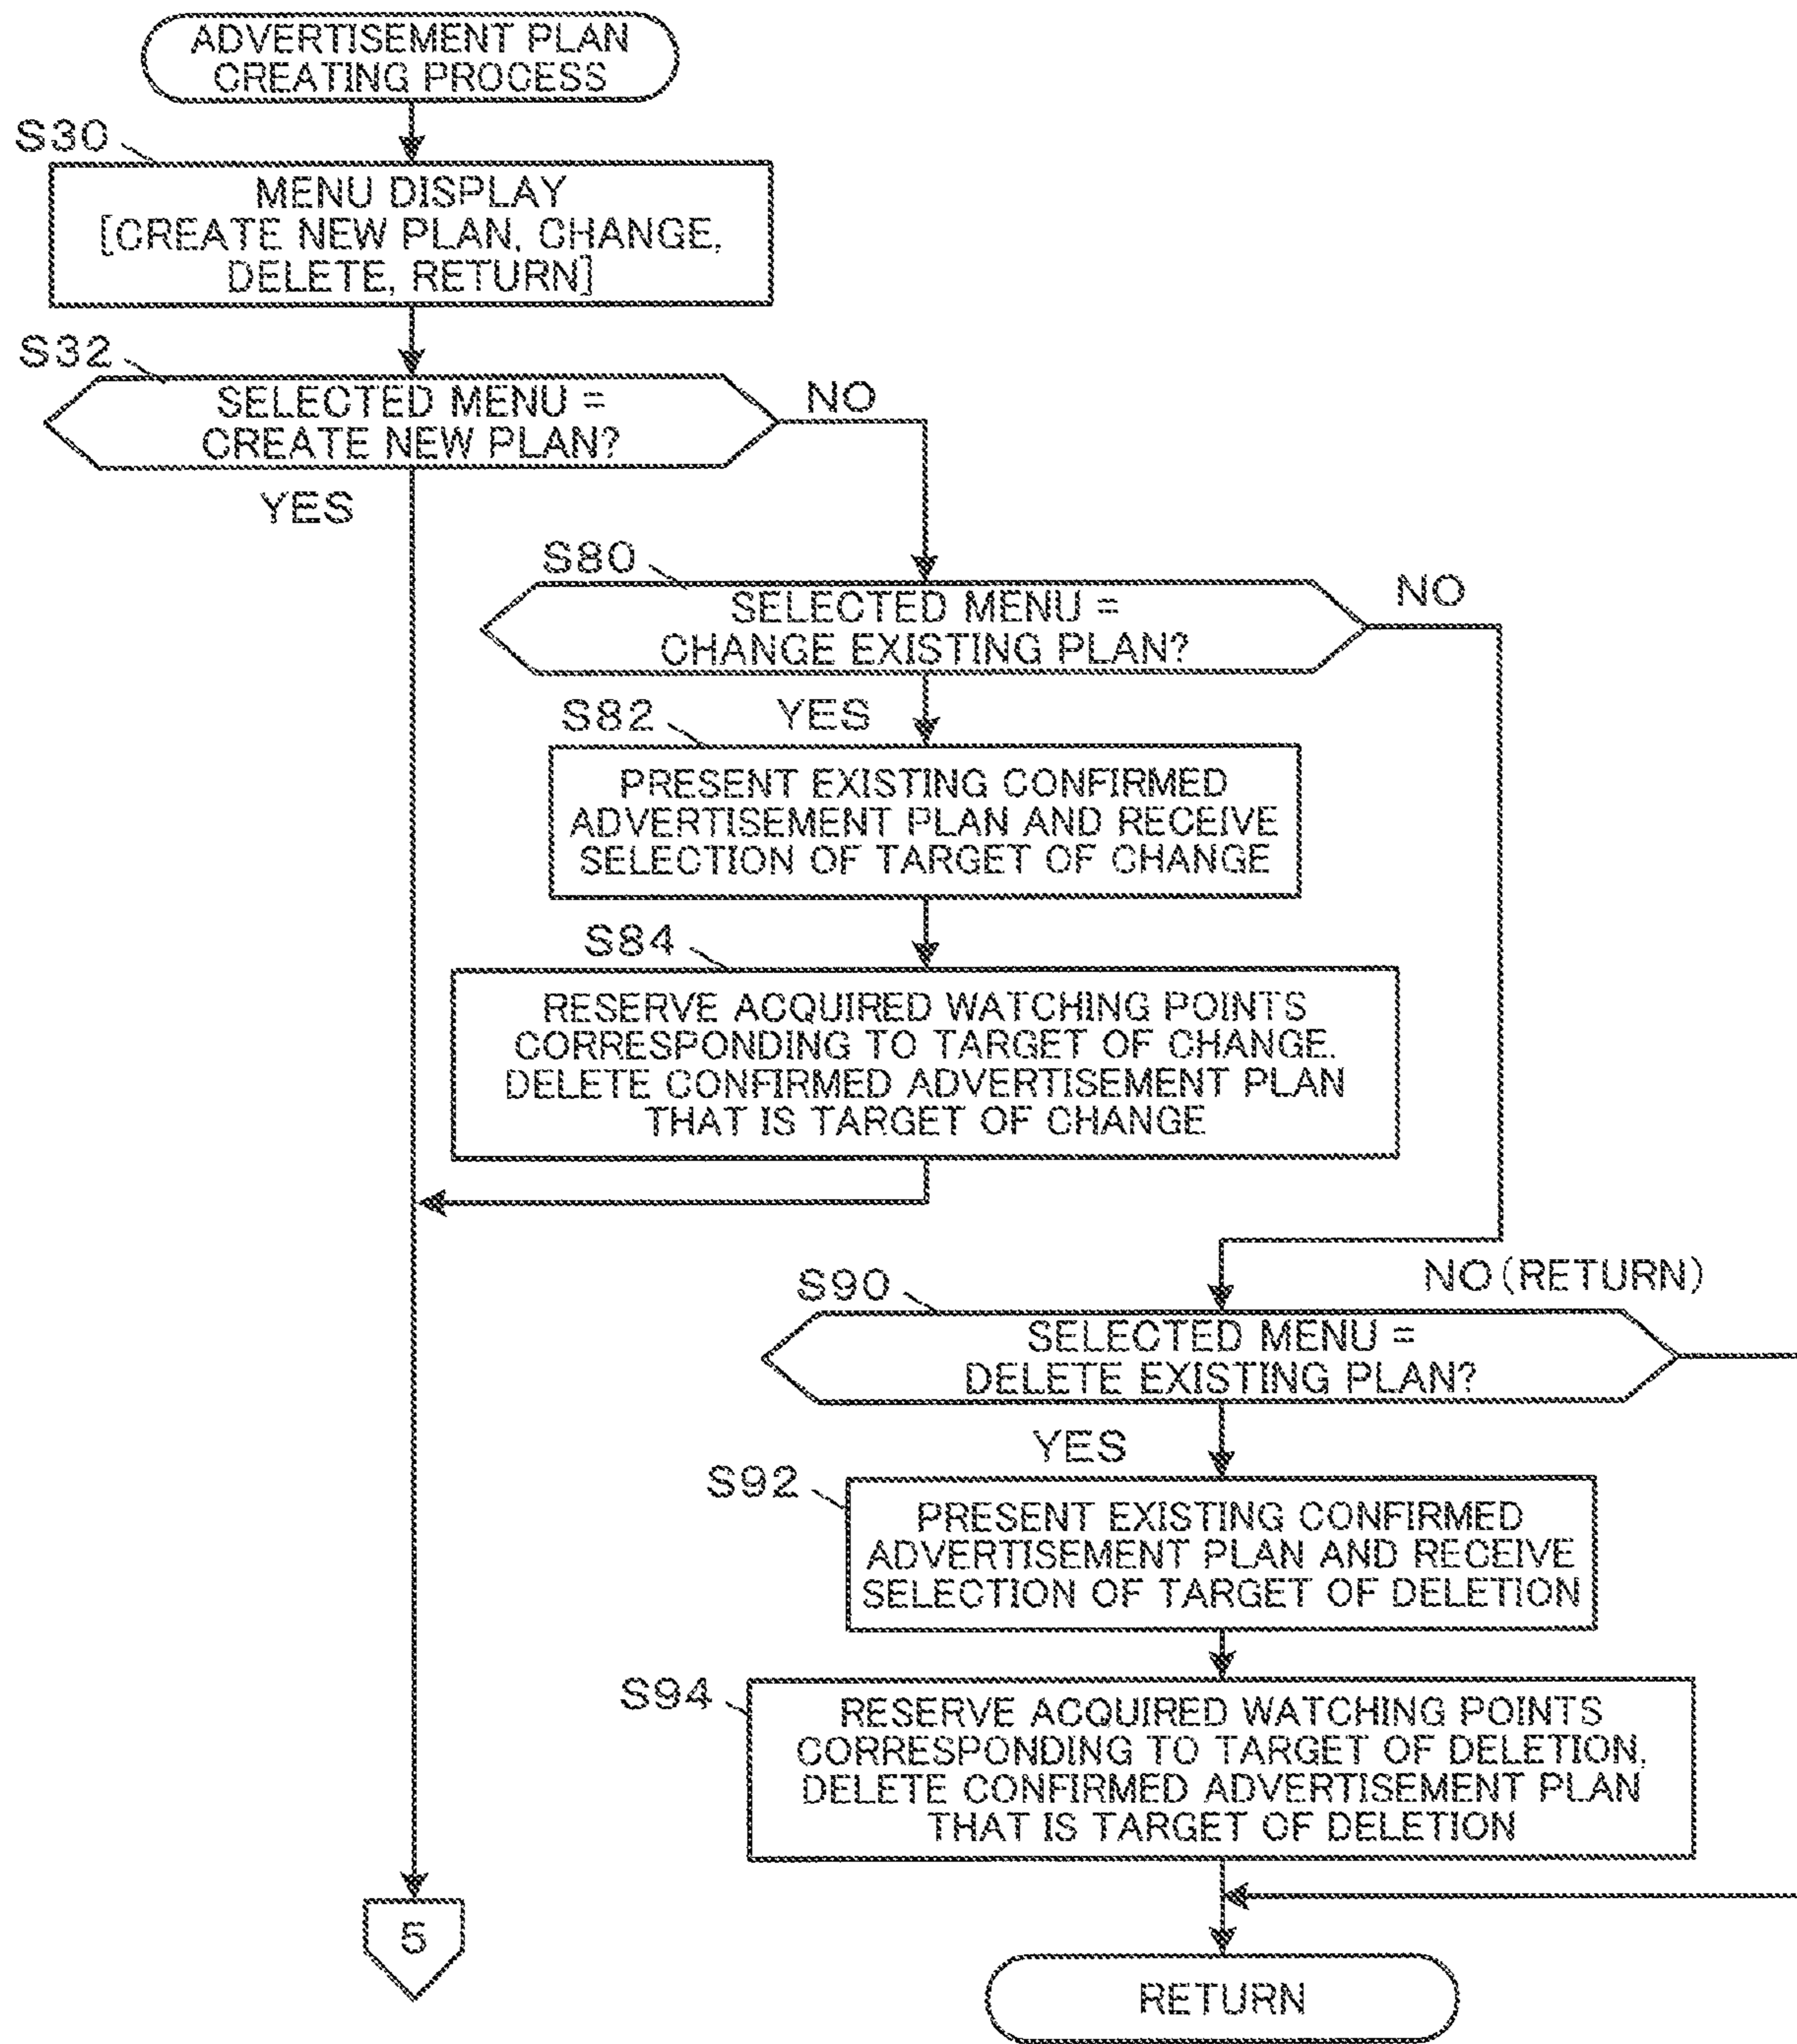 ADVERTISEMENT PLAN
CREATING PROCESS
S30
MENU DISPLAY
[CREATE NEW PLAN, CHANGE,
DELETE, RETURN]
S32
SELECTED MENU =
CREATE NEW PLAN?
NO
YES
S80
SELECTED MENU =
CHANGE EXISTING PLAN?
NO
S82
YES
PRESENT EXISTING CONFIRMED
ADVERTISEMENT PLAN AND RECEIVE
SELECTION OF TARGET OF CHANGE
S84
RESERVE ACQUIRED WATCHING POINTS
CORRESPONDING TO TARGET OF CHANGE.
DELETE CONFIRMED ADVERTISEMENT PLAN
THAT IS TARGET OF CHANGE
NO(RETURN)
S90
SELECTED MENU =
DELETE EXISTING PLAN?
YES
S92
PRESENT EXISTING CONFIRMED
ADVERTISEMENT PLAN AND RECEIVE
SELECTION OF TARGET OF DELETION
S94
RESERVE ACQUIRED WATCHING POINTS
CORRESPONDING TO TARGET OF DELETION,
DELETE CONFIRMED ADVERTISEMENT PLAN
THAT IS TARGET OF DELETION
5
RETURN